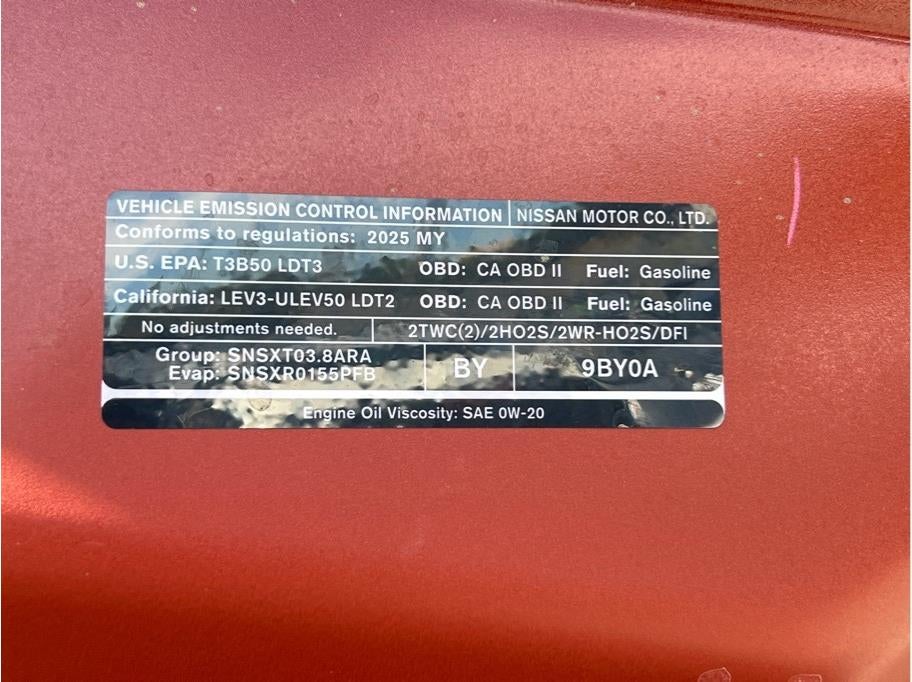 VEHICLE EMISSION CONTROL INFORMATION NISSAN MOTOR CO., LTD.
Conforms to regulations: 2025 MY
U.S. EPA: T3B50 LDT3 OBD: CA OBD II Fuel: Gasoline
California: LEV3-ULEV50 LDT2 OBD: CA OBD II Fuel: Gasoline
No adjustments needed. 2TWC(2)/2HO2S/2WR-HO2S/DFI
Group: SNSXT03.8ARA
Evap: SNSXR0155PFB
BY
9BY0A
Engine Oil Viscosity: SAE 0W-20